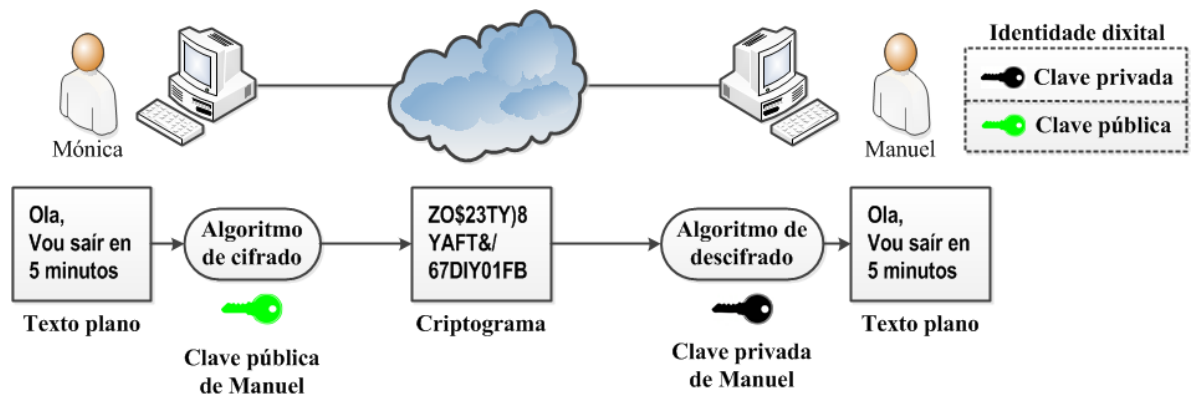 Mónica
Manuel
Identidade dixital
Clave privada
Clave pública
Ola,
Vou saír en
5 minutos
Texto plano
Algoritmo
de cifrado
Clave pública
de Manuel
ZO$23TY)8
YAFT&/
67DIY01FB
Criptograma
Algoritmo de
descifrado
Clave privada
de Manuel
Ola,
Vou saír en
5 minutos
Texto plano